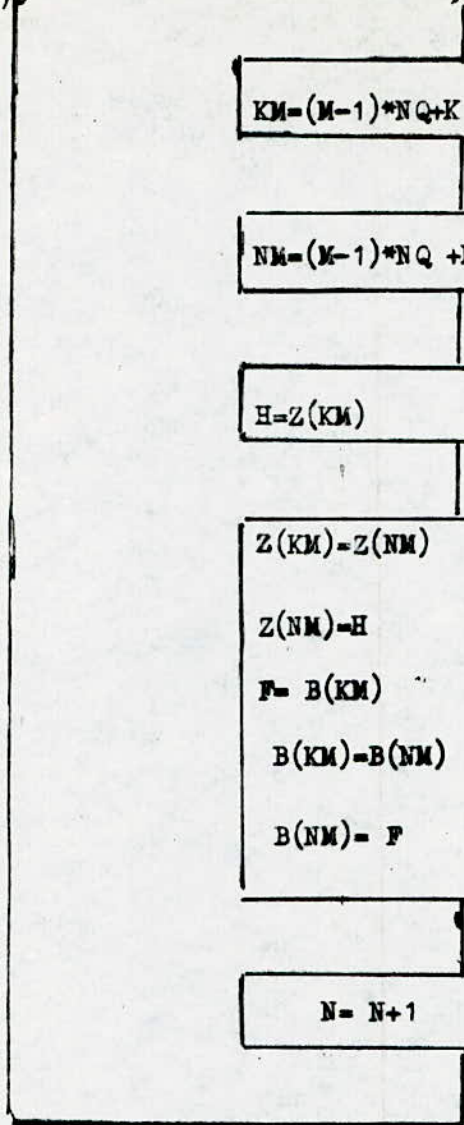 KM=(M-1)*NQ+K
NM=(M-1)*NQ +
H=Z(KM)
Z(KM)=Z(NM)
Z(NM)=H
F= B(KM)
B(KM)=B(NM)
B(NM)= F
N= N+1